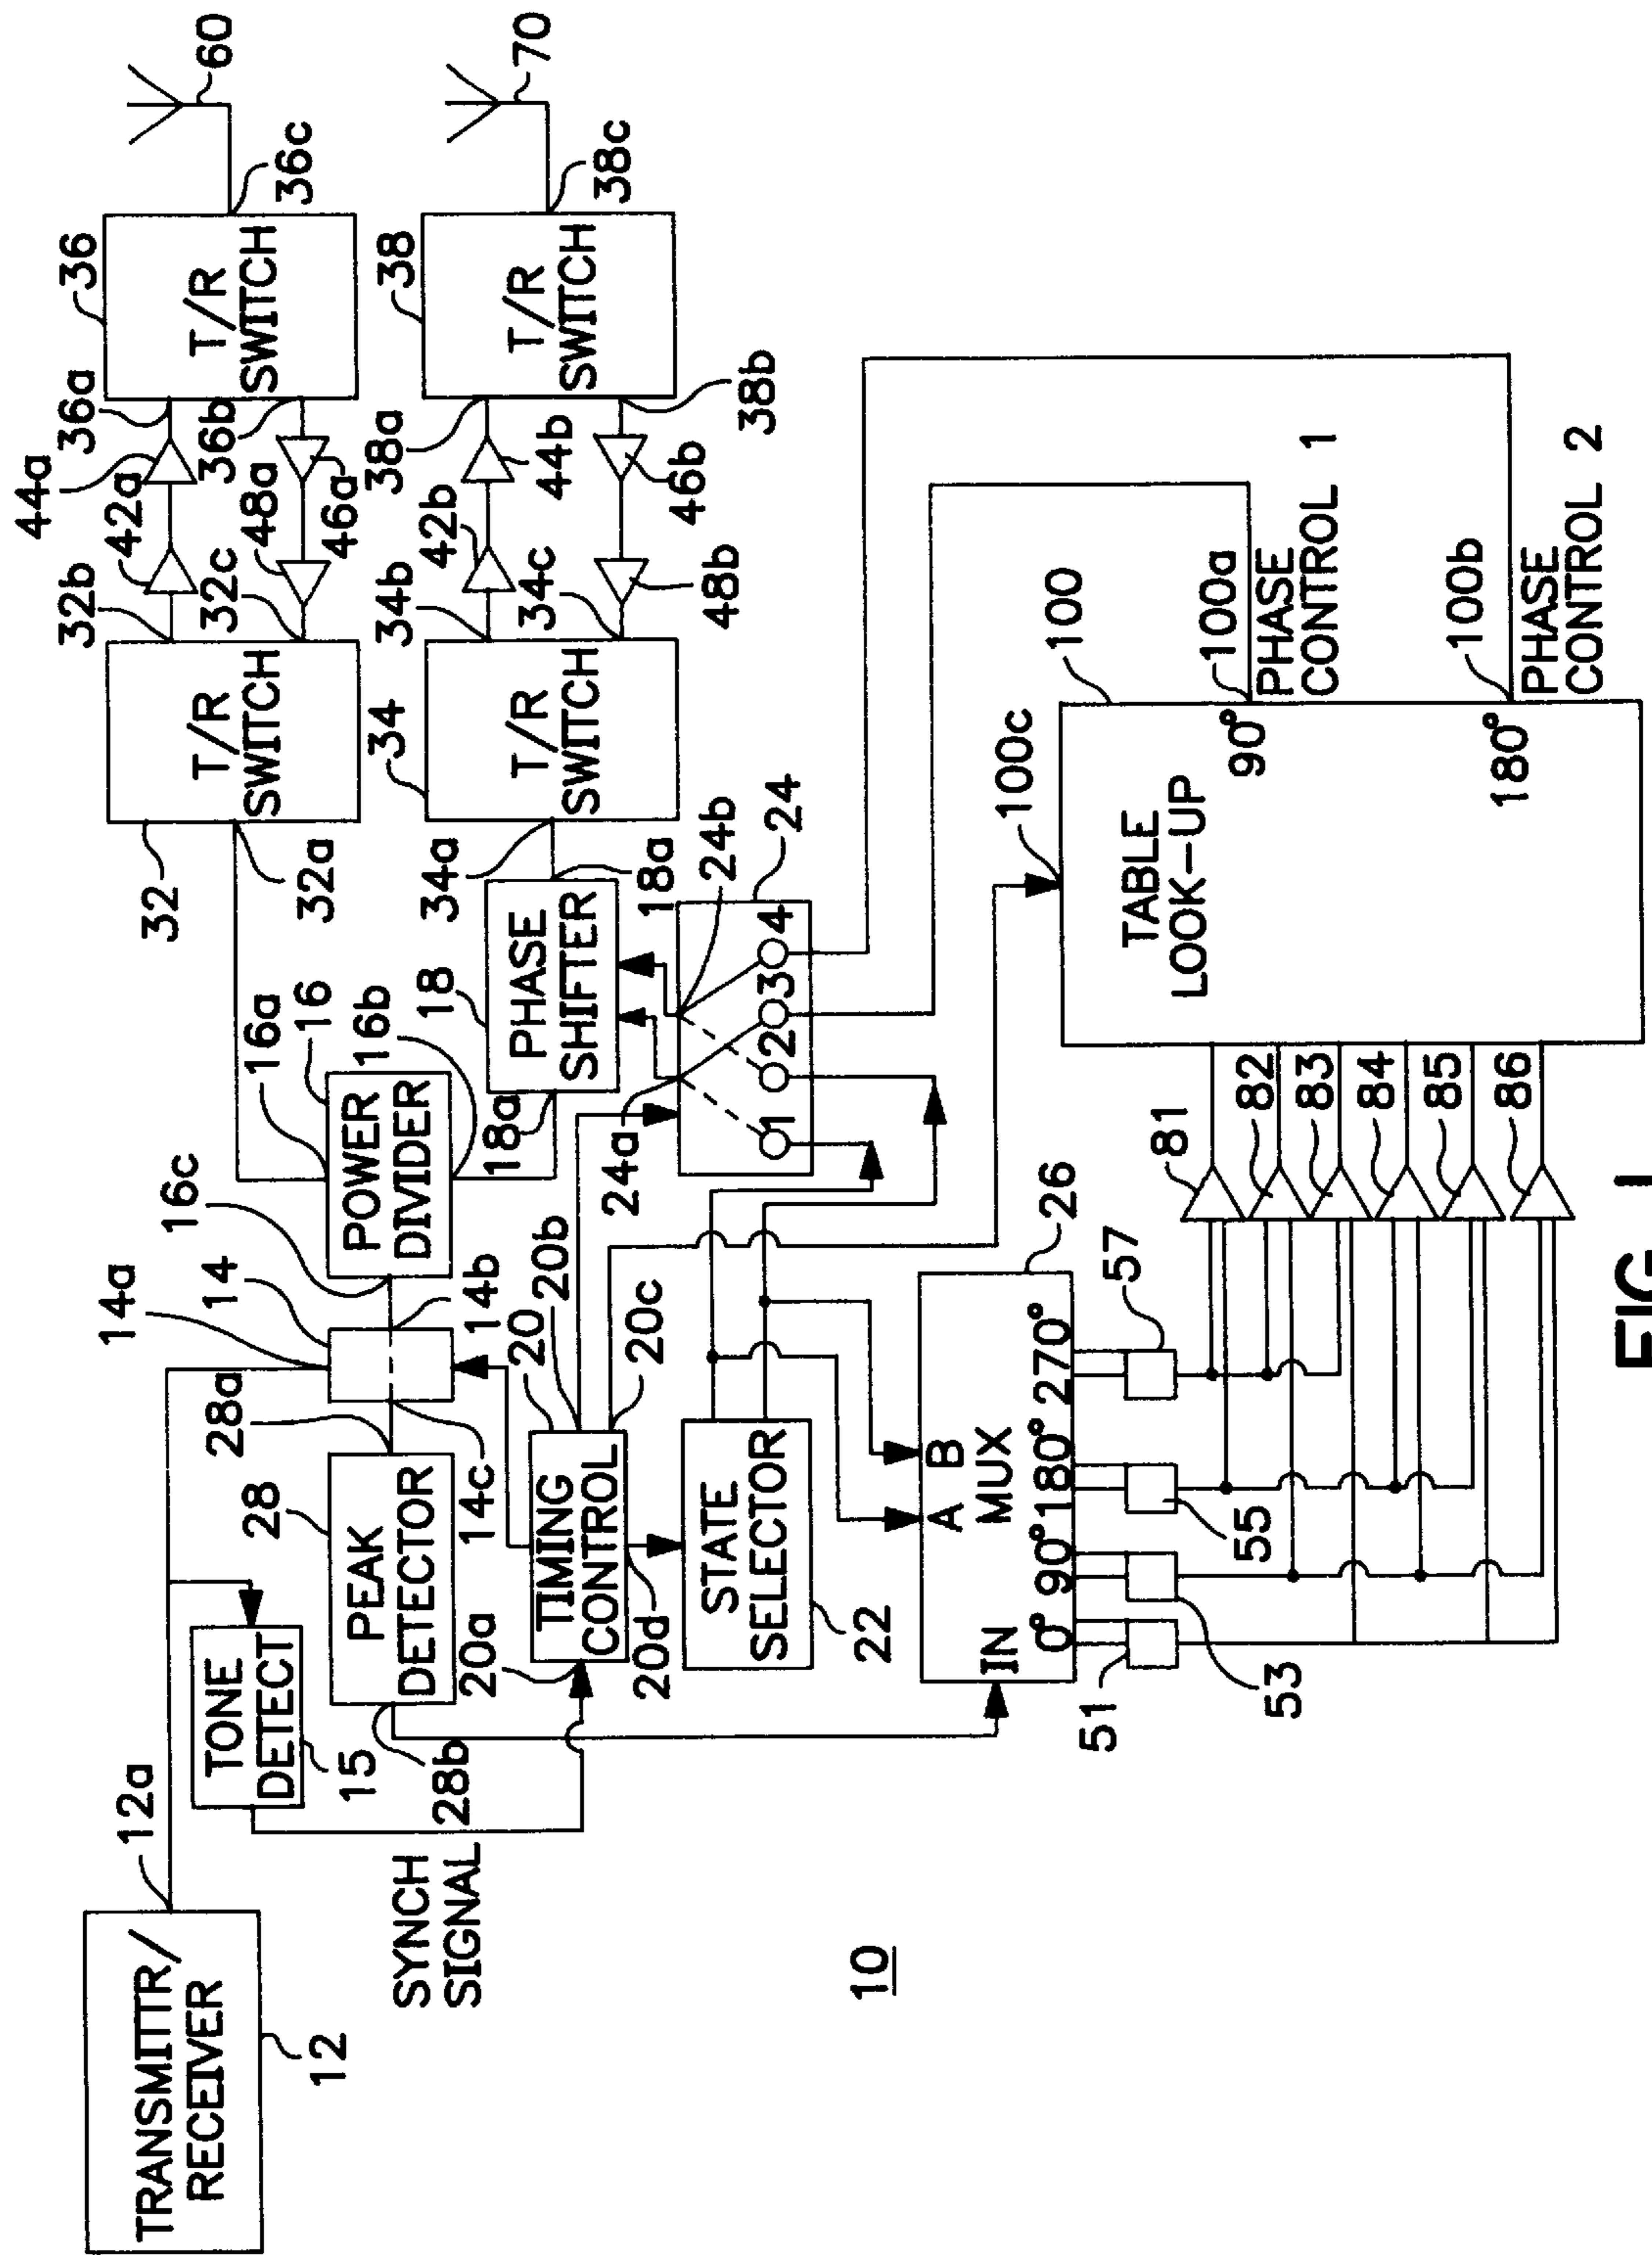 44a
36a
36
42a
36b
T/R
SWITCH
60
32b
48a
46a
36c
32c
T/R
SWITCH
32
32a
38a
38
34b
42b
44b
T/R
SWITCH
70
34c
46b
38c
48b
38b
34
T/R
SWITCH
34a
18a
16a
16
16b
16c
POWER
DIVIDER
18
PHASE
SHIFTER
18a
24a
24b
24
1
2
3
4
14a
14
14b
14c
28a
28
PEAK
DETECTOR
28b
12a
TRANSMITTR/
RECEIVER
12
TONE
DETECT
15
SYNCH
SIGNAL
20a
20
20b
20c
20d
TIMING
CONTROL
STATE
SELECTOR
22
10
A
B
IN
MUX
26
0°
90°
180°
270°
51
53
55
57
81
82
83
84
85
86
100c
100
TABLE
LOOK-UP
90°
180°
100a
PHASE
CONTROL 1
100b
PHASE
CONTROL 2